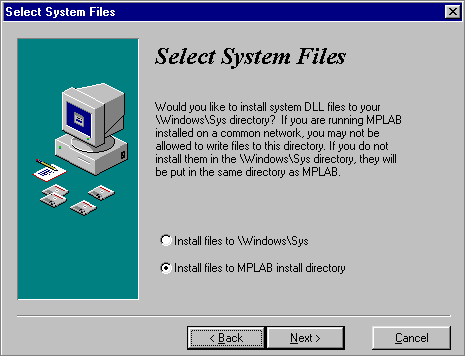 Select System Files
Select System Files
Would you like to install system DLL files to your
\Windows\Sys directory?  If you are running MPLAB
installed on a common network, you may not be
allowed to write files to this directory. If you do not
install them in the \Windows\Sys directory, they will
be put in the same directory as MPLAB.
Install files to \Windows\Sys
Install files to MPLAB install directory
< Back
Next >
Cancel